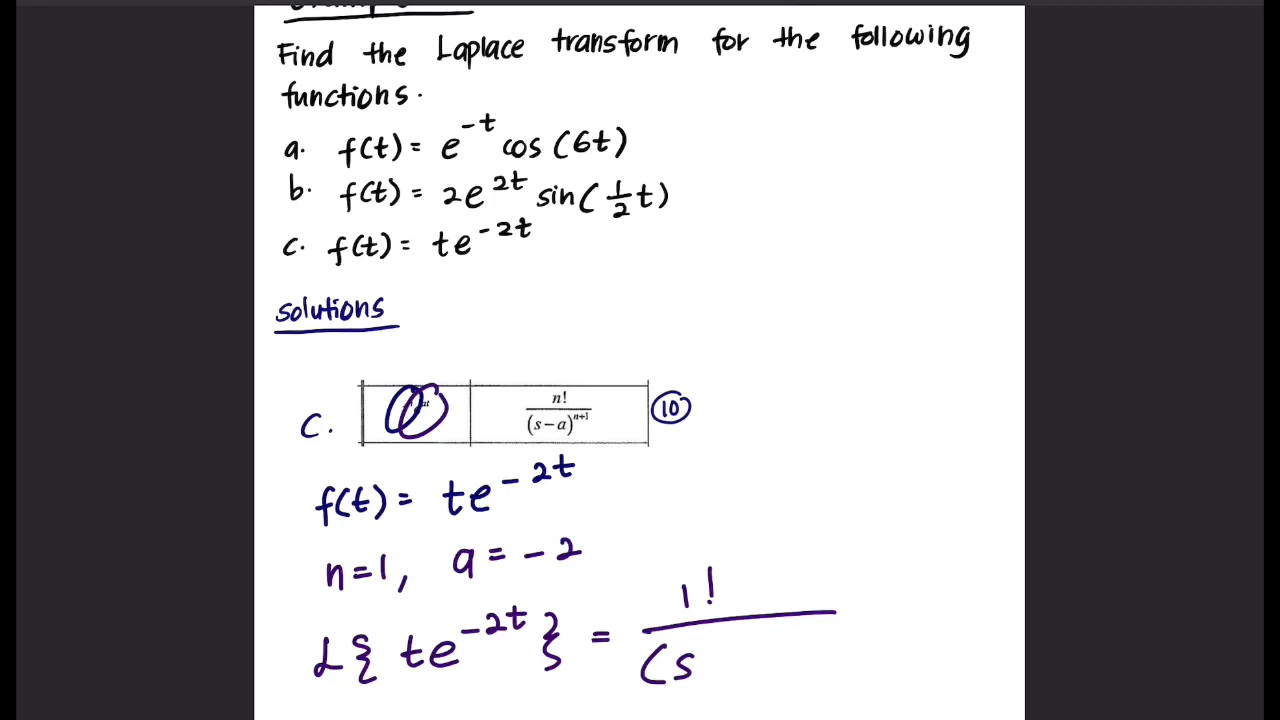 Find the Laplace transform for the following
functions.
a. f(t) = e^{-t} cos (6t)
b. f(t) = 2e^{2t} sin( 1/2 t)
c. f(t) = te^{-2t}
solutions
c. n!/(s-a)^{n+1} 10
f(t) = te^{-2t}
n=1, a = -2
ℒ{ te^{-2t} } = 1!/(s